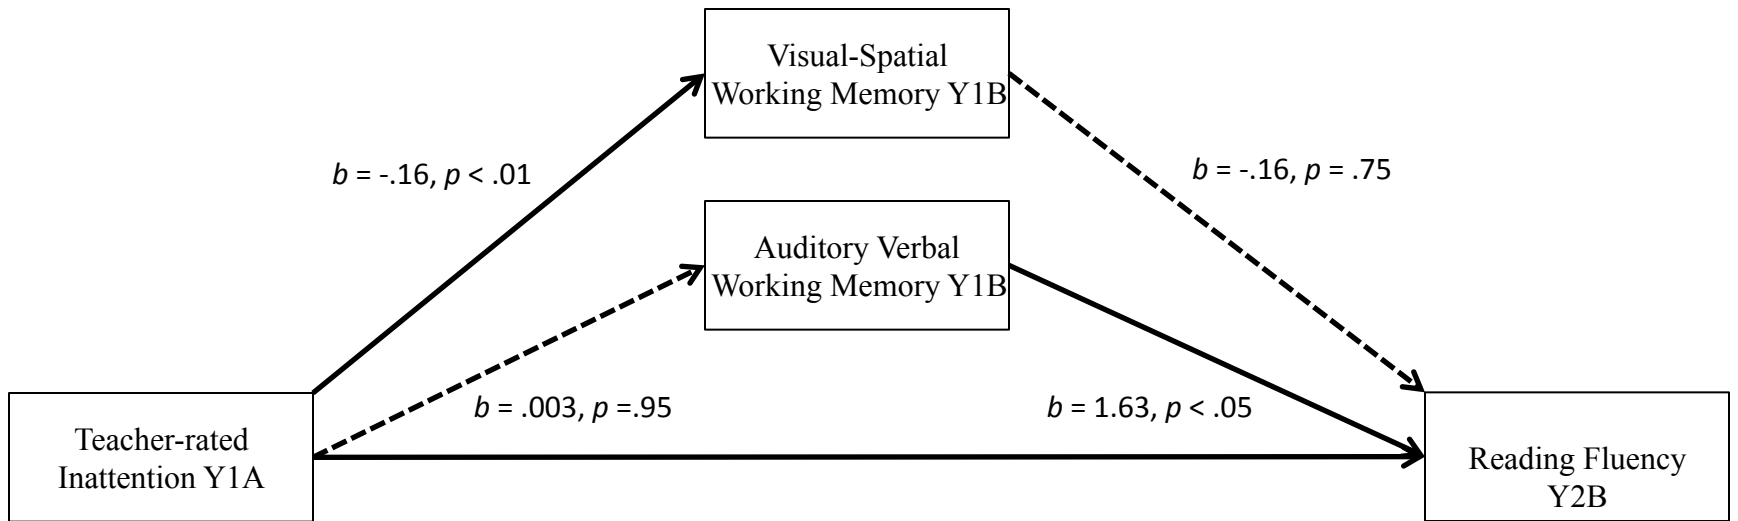 Visual-Spatial
Working Memory Y1B
b = -.16, p < .01
b = -.16, p = .75
Auditory Verbal
Working Memory Y1B
b = .003, p =.95
b = 1.63, p < .05
Teacher-rated
Inattention Y1A
Reading Fluency
Y2B